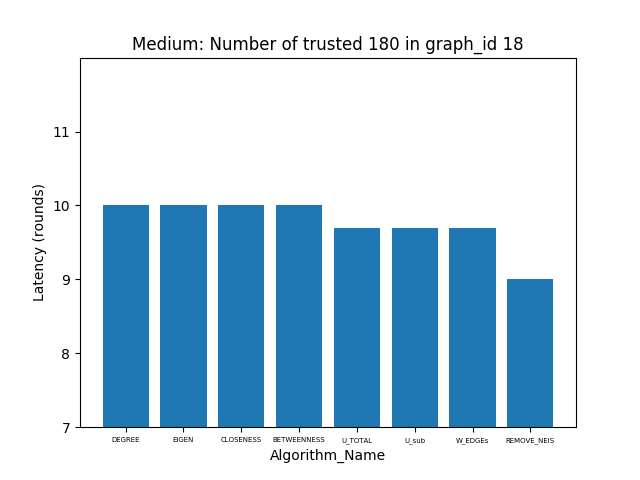 Medium: Number of trusted 180 in graph_id 18
Latency (rounds)
11
10
9
8
7
DEGREE EIGEN CLOSENESS BETWEENNESS U_TOTAL U_sub W_EDGEs REMOVE_NEIS
Algorithm_Name